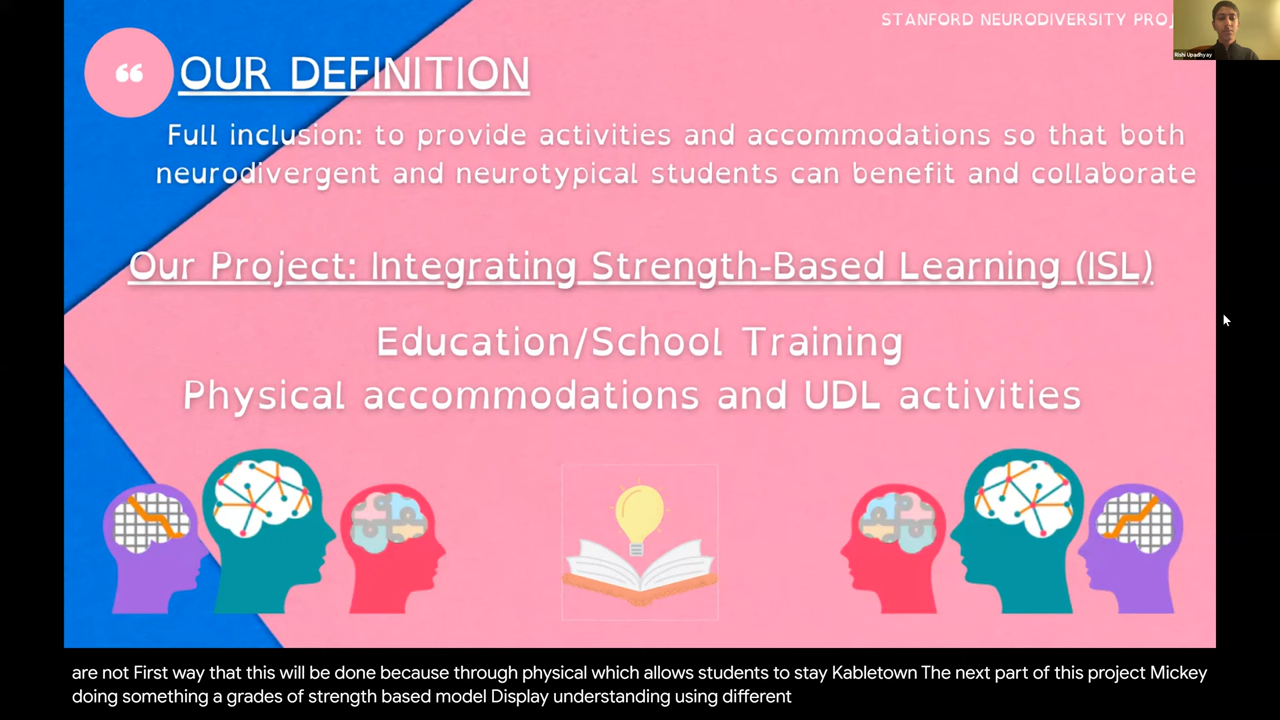 STANFORD NEURODIVERSITY PROJ
Rishi Upadhyay
“
OUR DEFINITION
Full inclusion: to provide activities and accommodations so that both
neurodivergent and neurotypical students can benefit and collaborate
Our Project: Integrating Strength-Based Learning (ISL)
Education/School Training
Physical accommodations and UDL activities
are not First way that this will be done because through physical which allows students to stay Kabletown The next part of this project Mickey
doing something a grades of strength based model Display understanding using different